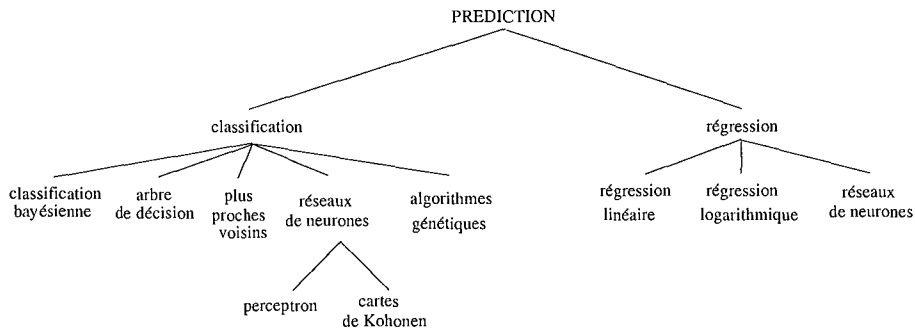 PREDICTION
classification
régression
classification
bayésienne
arbre
de décision
plus
proches
voisins
réseaux
de neurones
algorithmes
génétiques
régression
linéaire
régression
logarithmique
réseaux
de neurones
perceptron
cartes
de Kohonen